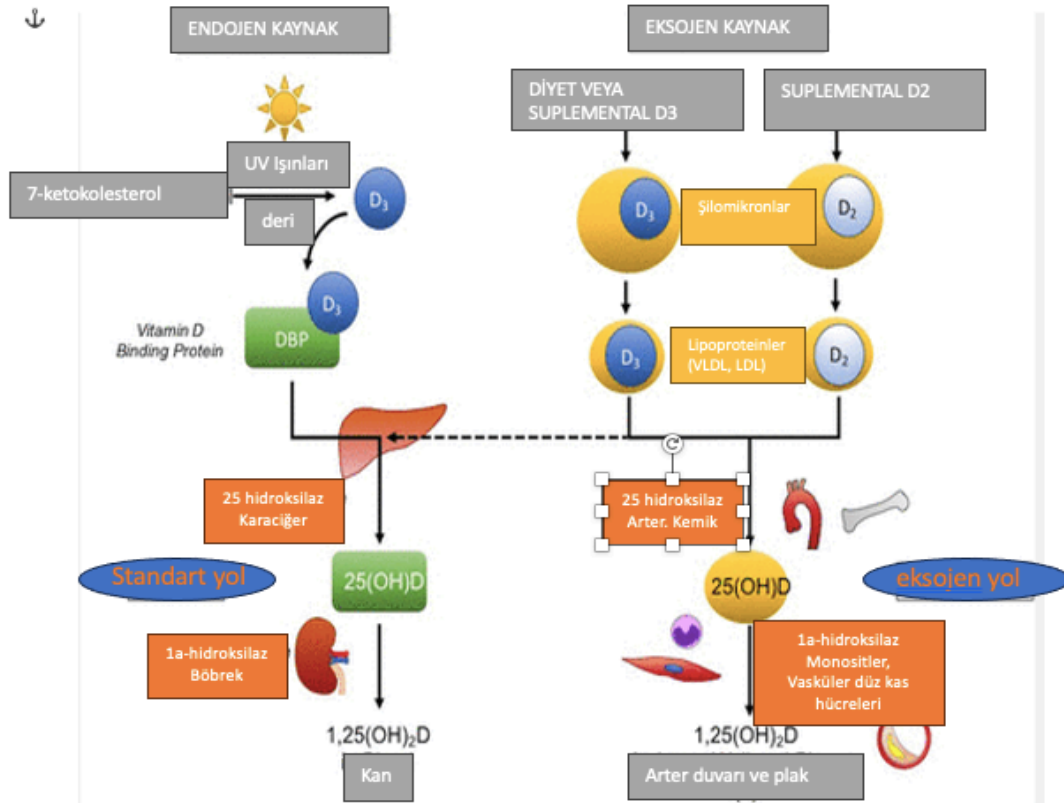 ENDOJEN KAYNAK
EKSOJEN KAYNAK
DİYET VEYA
SUPLEMENTAL D3
SUPLEMENTAL D2
UV Işınları
7-ketokolesterol
deri
D3
D3
Şilomikronlar
D2
D3
Vitamin D
Binding Protein
DBP
D3
Lipoproteinler
(VLDL, LDL)
D2
25 hidroksilaz
Karaciğer
25 hidroksilaz
Arter. Kemik
Standart yol
25(OH)D
25(OH)D
eksojen yol
1a-hidroksilaz
Böbrek
1a-hidroksilaz
Monositler,
Vasküler düz kas
hücreleri
1,25(OH)2D
Kan
1,25(OH)2D
Arter duvarı ve plak